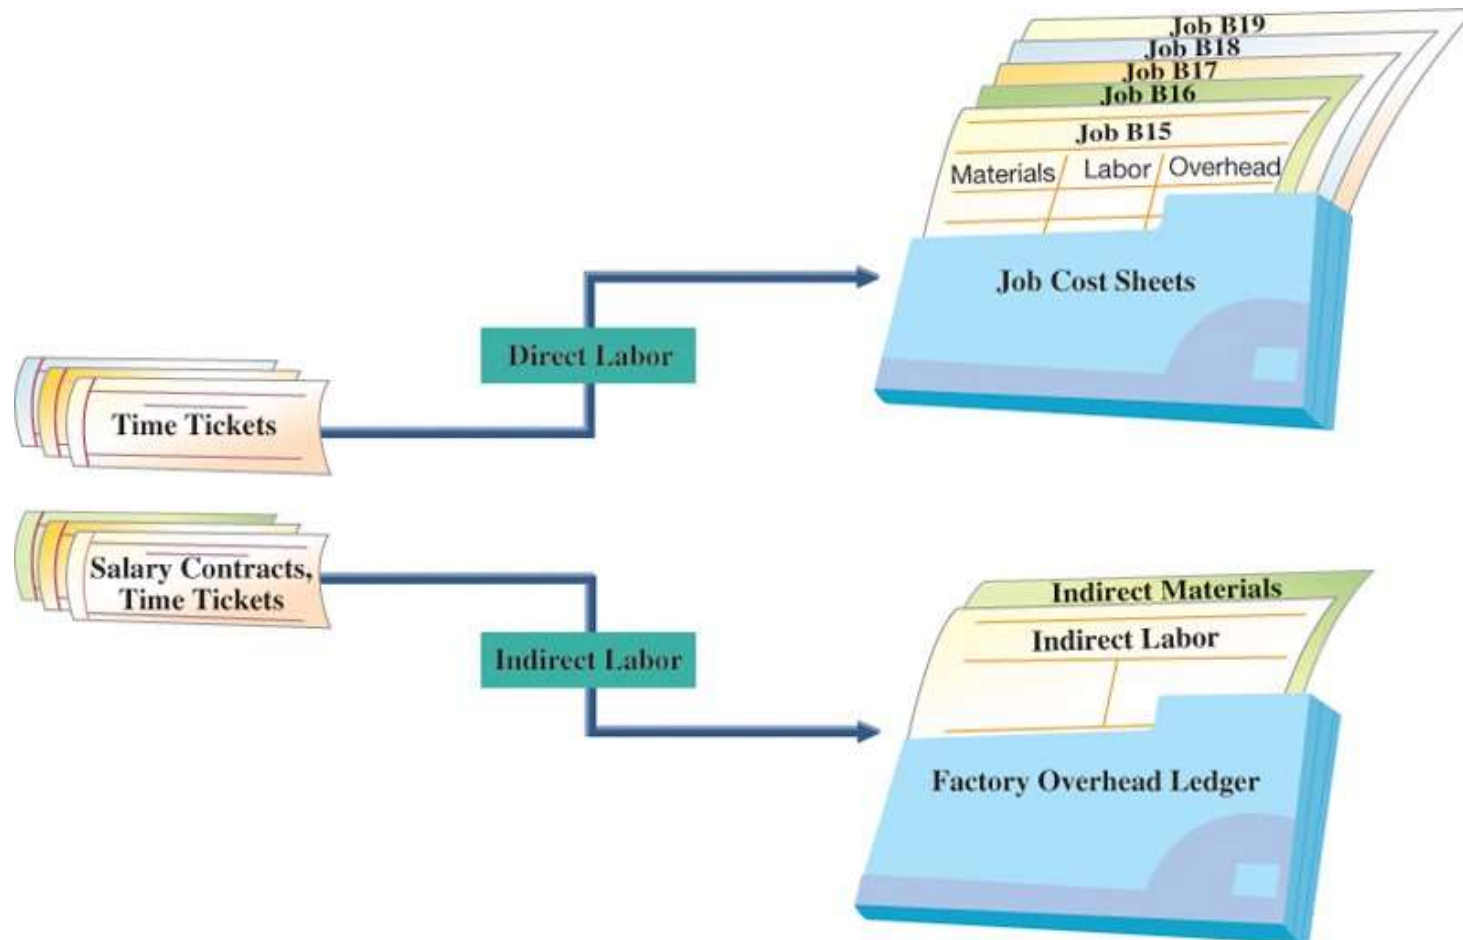 Job B19
Job B18
Job B17
Job B16
Job B15
Materials Labor Overhead
Job Cost Sheets
Direct Labor
Time Tickets
Salary Contracts,
Time Tickets
Indirect Labor
Indirect Materials
Indirect Labor
Factory Overhead Ledger